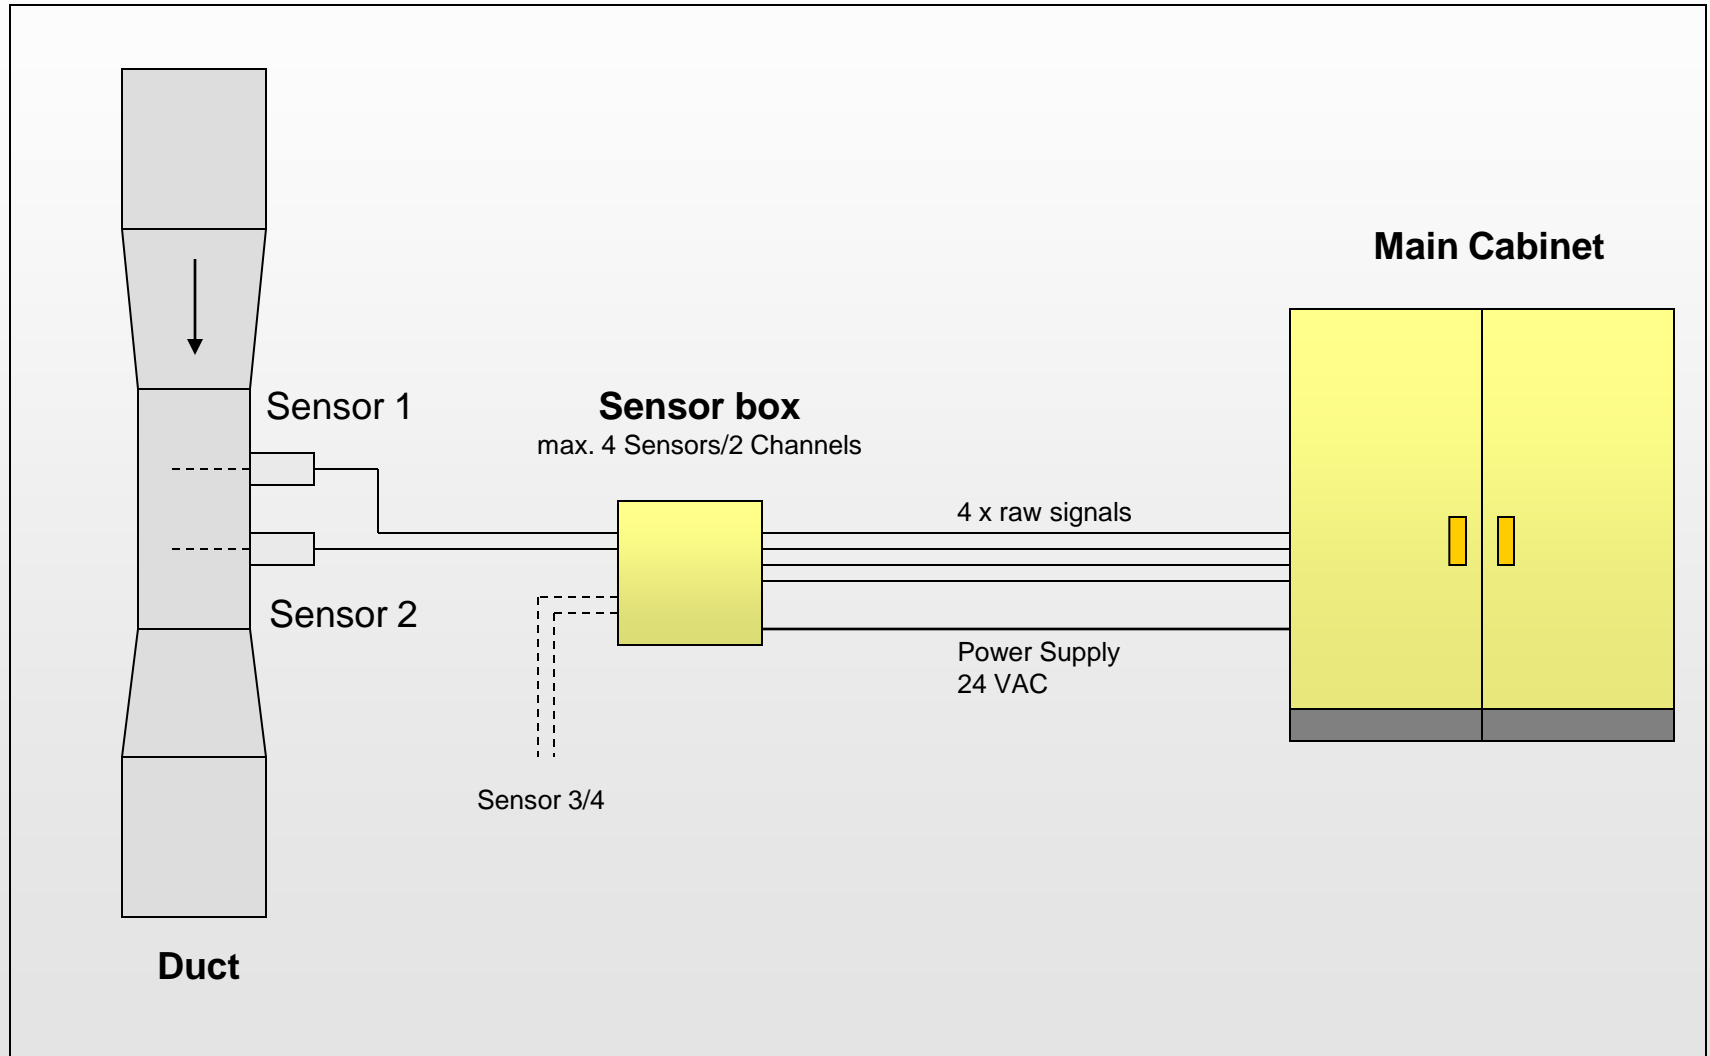 Main Cabinet
Sensor 1
Sensor box
max. 4 Sensors/2 Channels
4 x raw signals
Sensor 2
Power Supply
24 VAC
Sensor 3/4
Duct